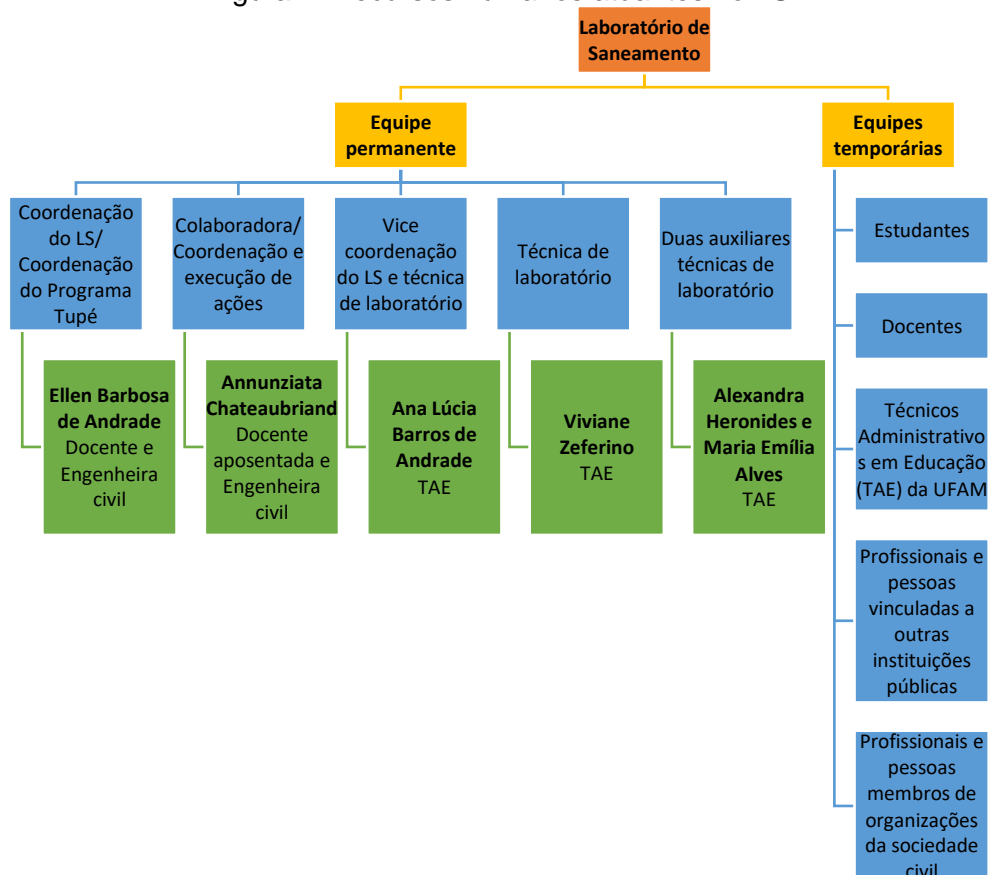 Laboratório de
Saneamento
Equipe
permanente
Equipes
temporárias
Coordenação
do LS/
Coordenação
do Programa
Tupé
Colaboradora/
Coordenação e
execução de
ações
Vice
coordenação
do LS e técnica
de laboratório
Técnica de
laboratório
Duas auxiliares
técnicas de
laboratório
Ellen Barbosa
de Andrade
Docente e
Engenheira
civil
Annunziata
Chateaubriand
Docente
aposentada e
Engenheira
civil
Ana Lúcia
Barros de
Andrade
TAE
Viviane
Zeferino
TAE
Alexandra
Heronides e
Maria Emília
Alves
TAE
Estudantes
Docentes
Técnicos
Administrativo
s em Educação
(TAE) da UFAM
Profissionais e
pessoas
vinculadas a
outras
instituições
públicas
Profissionais e
pessoas
membros de
organizações
da sociedade
civil